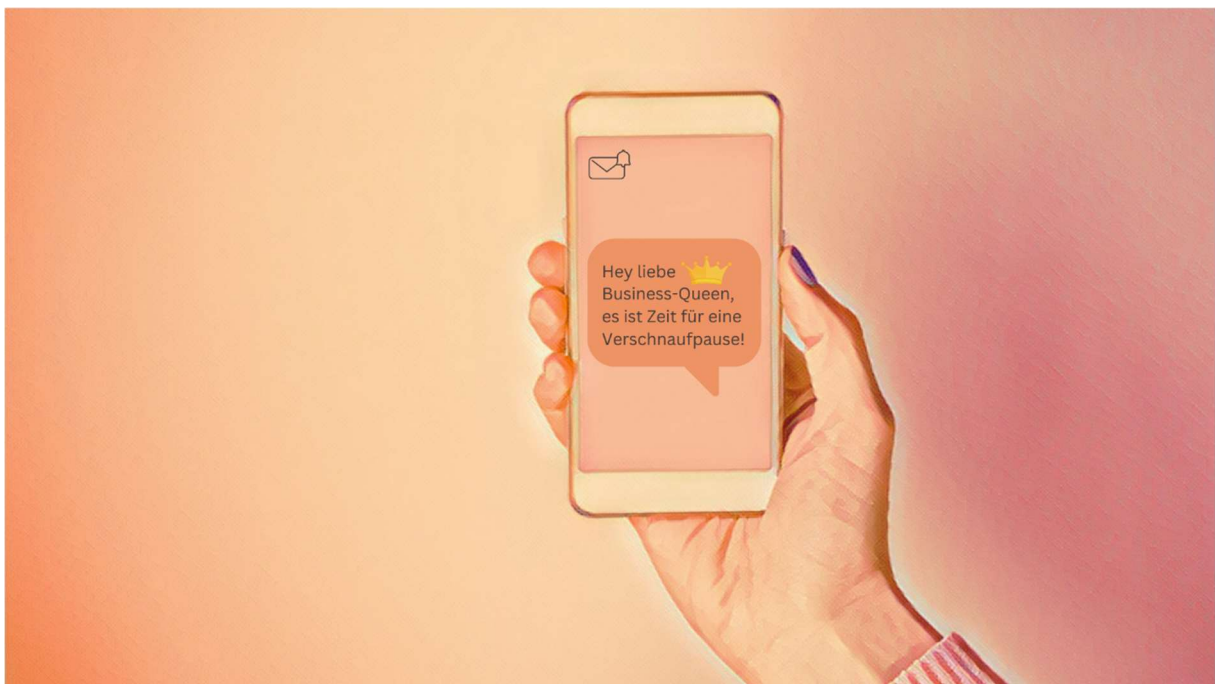 Hey liebe
Business-Queen,
es ist Zeit für eine
Verschnaufpause!